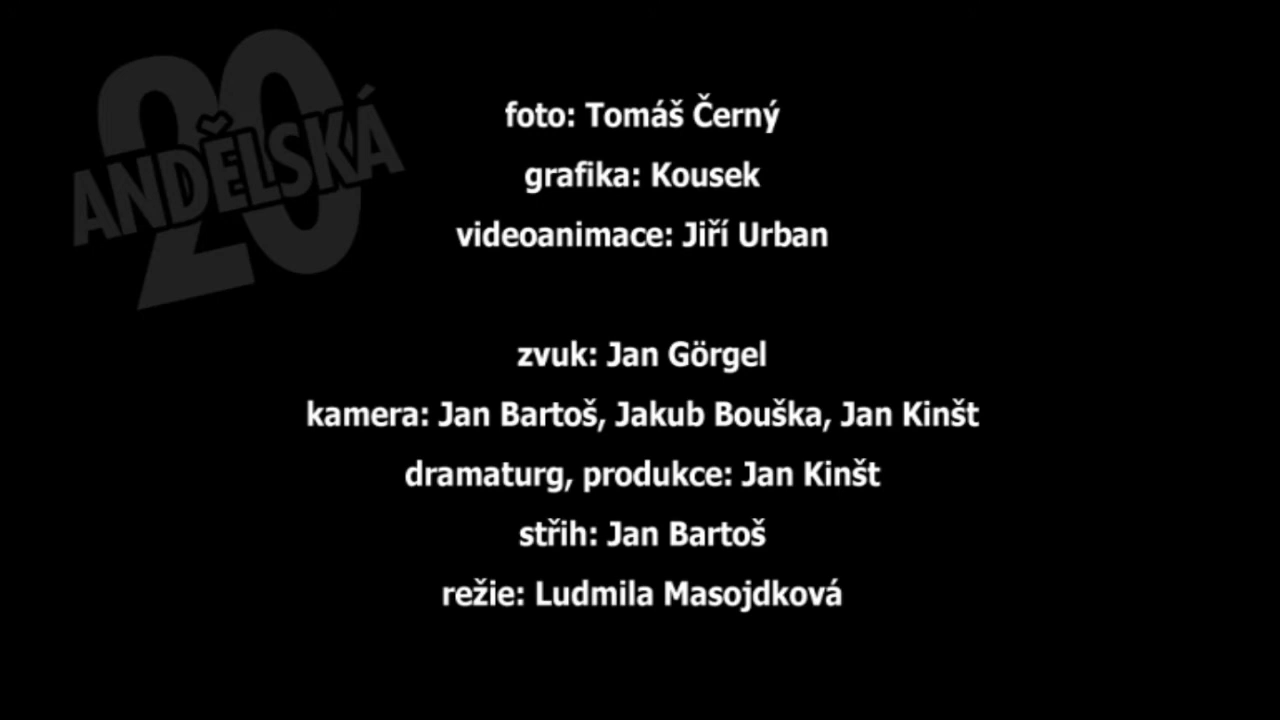 20
ANDĚLSKÁ
foto: Tomáš Černý
grafika: Kousek
videoanimace: Jiří Urban
zvuk: Jan Görgel
kamera: Jan Bartoš, Jakub Bouška, Jan Kinšt
dramaturg, produkce: Jan Kinšt
střih: Jan Bartoš
režie: Ludmila Masojdková